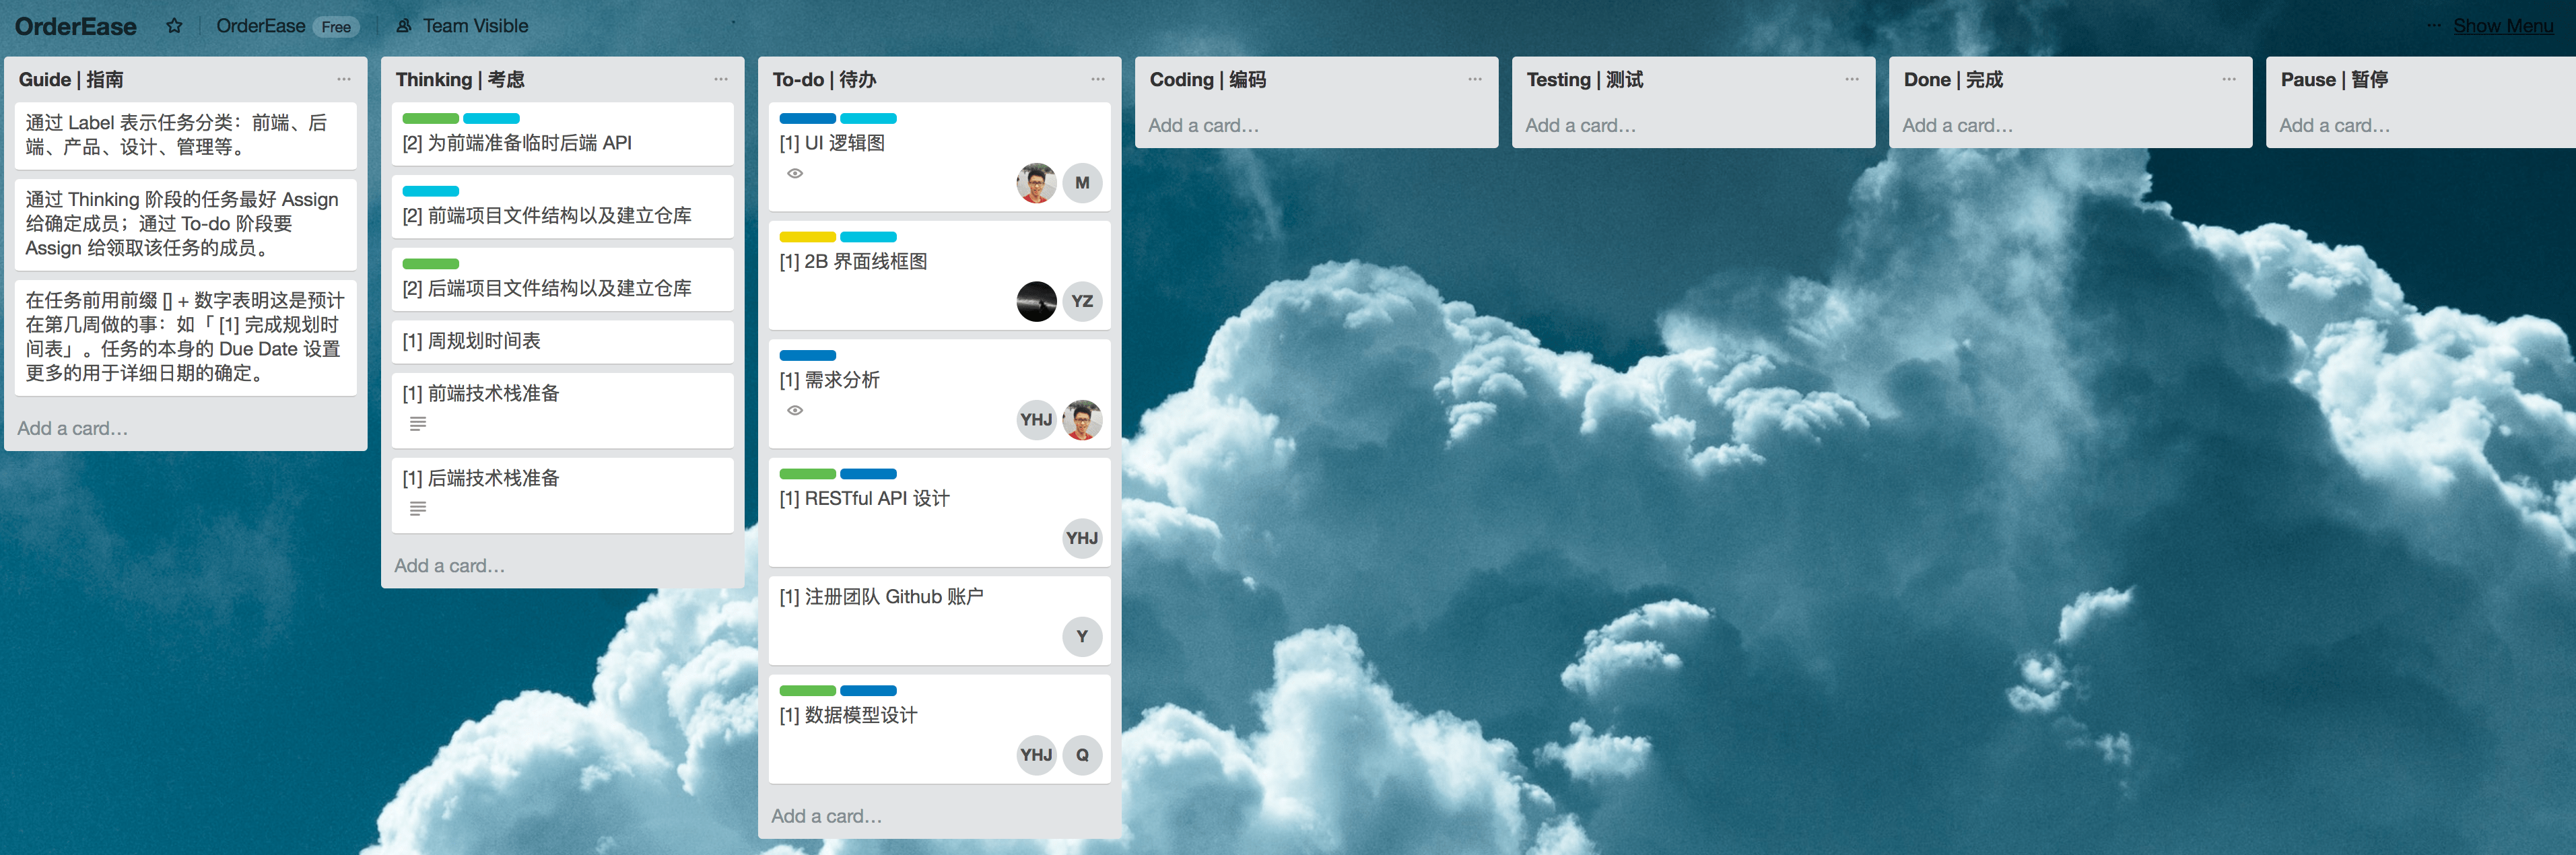 OrderEase
OrderEase Free
Team Visible
Show Menu
Guide | 指南
通过 Label 表示任务分类：前端、后
端、产品、设计、管理等。
通过 Thinking 阶段的任务最好 Assign
给确定成员；通过 To-do 阶段要
Assign 给领取该任务的成员。
在任务前用前缀 [] + 数字表明这是预计
在第几周做的事：如「 [1] 完成规划时
间表」。任务的本身的 Due Date 设置
更多的用于详细日期的确定。
Add a card…
Thinking | 考虑
[2] 为前端准备临时后端 API
[2] 前端项目文件结构以及建立仓库
[2] 后端项目文件结构以及建立仓库
[1] 周规划时间表
[1] 前端技术栈准备
[1] 后端技术栈准备
Add a card…
To-do | 待办
[1] UI 逻辑图
M
[1] 2B 界面线框图
YZ
[1] 需求分析
YHJ
[1] RESTful API 设计
YHJ
[1] 注册团队 Github 账户
Y
[1] 数据模型设计
YHJ Q
Add a card…
Coding | 编码
Add a card…
Testing | 测试
Add a card…
Done | 完成
Add a card…
Pause | 暂停
Add a card…